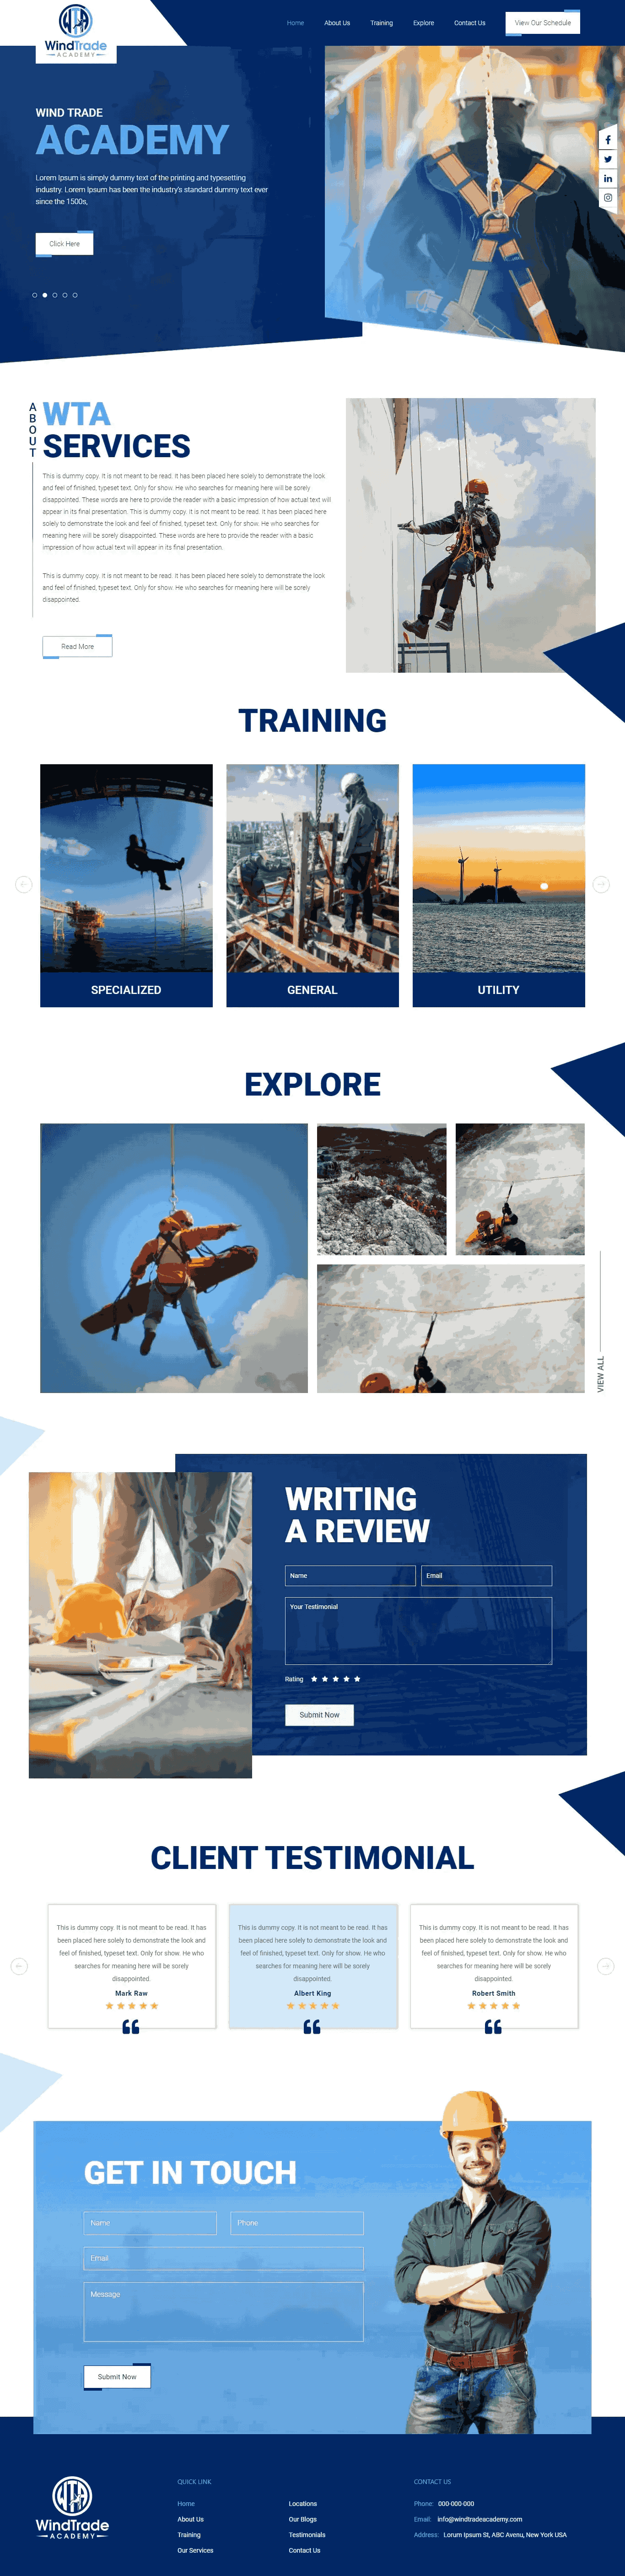 WindTrade
ACADEMY
Home
About Us
Training
Explore
Contact Us
View Our Schedule
WIND TRADE
ACADEMY
Lorem Ipsum is simply dummy text of the printing and typesetting
industry. Lorem Ipsum has been the industry's standard dummy text ever
since the 1500s,
Click Here
ABOUT
WTA
SERVICES
This is dummy copy. It is not meant to be read. It has been placed here solely to demonstrate the look
and feel of finished, typeset text. Only for show. He who searches for meaning here will be sorely
disappointed. These words are here to provide the reader with a basic impression of how actual text will
appear in its final presentation. This is dummy copy. it is not meant to be read. It has been placed here
solely to demonstrate the look and feel of finished, typeset text. Only for show. He who searches for
meaning here will be sorely disappointed. These words are here to provide the reader with a basic
impression of how actual text will appear in its final presentation.
This is dummy copy. It is not meant to be read. It has been placed here solely to demonstrate the look
and feel of finished, typeset text. Only for show. He who searches for meaning here will be sorely
disappointed.
Read More
TRAINING
SPECIALIZED
GENERAL
UTILITY
EXPLORE
VIEW ALL
WRITING
A REVIEW
Name
Email
Your Testimonial
Rating
Submit Now
CLIENT TESTIMONIAL
This is dummy copy. It is not meant to be read. It has
been placed here solely to demonstrate the look and
feel of finished, typeset text. Only for show. He who
searches for meaning here will be sorely
disappointed.
Mark Raw
This is dummy copy. It is not meant to be read. It has
been placed here solely to demonstrate the look and
feel of finished, typeset text. Only for show. He who
searches for meaning here will be sorely
disappointed.
Albert King
This is dummy copy. It is not meant to be read. It has
been placed here solely to demonstrate the look and
feel of finished, typeset text. Only for show. He who
searches for meaning here will be sorely
disappointed.
Robert Smith
GET IN TOUCH
Name
Phone
Email
Message
Submit Now
WindTrade
ACADEMY
QUICK LINK
Home
About Us
Training
Our Services
Locations
Our Blogs
Testimonials
Contact Us
CONTACT US
Phone: 000-000-000
Email: info@windtradeacademy.com
Address: Lorum Ipsum St, ABC Avenu, New York USA